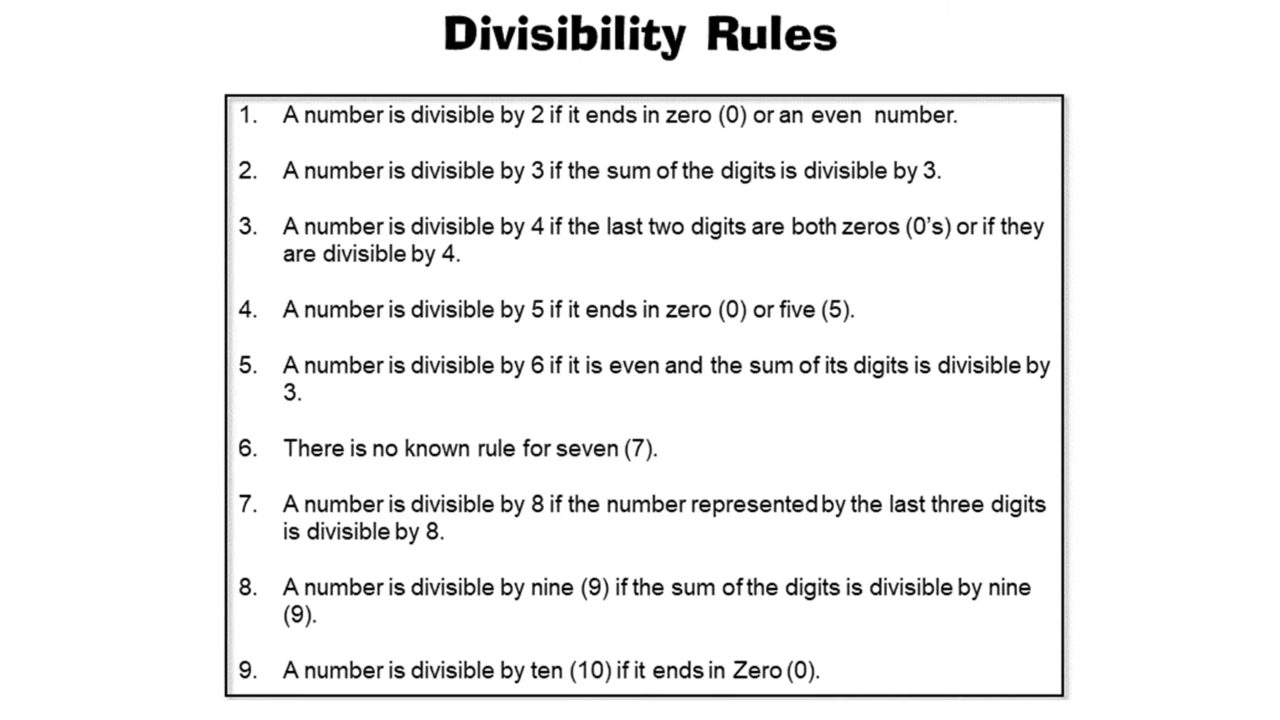 Divisibility Rules
1. A number is divisible by 2 if it ends in zero (0) or an even number.
2. A number is divisible by 3 if the sum of the digits is divisible by 3.
3. A number is divisible by 4 if the last two digits are both zeros (0's) or if they
are divisible by 4.
4. A number is divisible by 5 if it ends in zero (0) or five (5).
5. A number is divisible by 6 if it is even and the sum of its digits is divisible by
3.
6. There is no known rule for seven (7).
7. A number is divisible by 8 if the number represented by the last three digits
is divisible by 8.
8. A number is divisible by nine (9) if the sum of the digits is divisible by nine
(9).
9. A number is divisible by ten (10) if it ends in Zero (0).